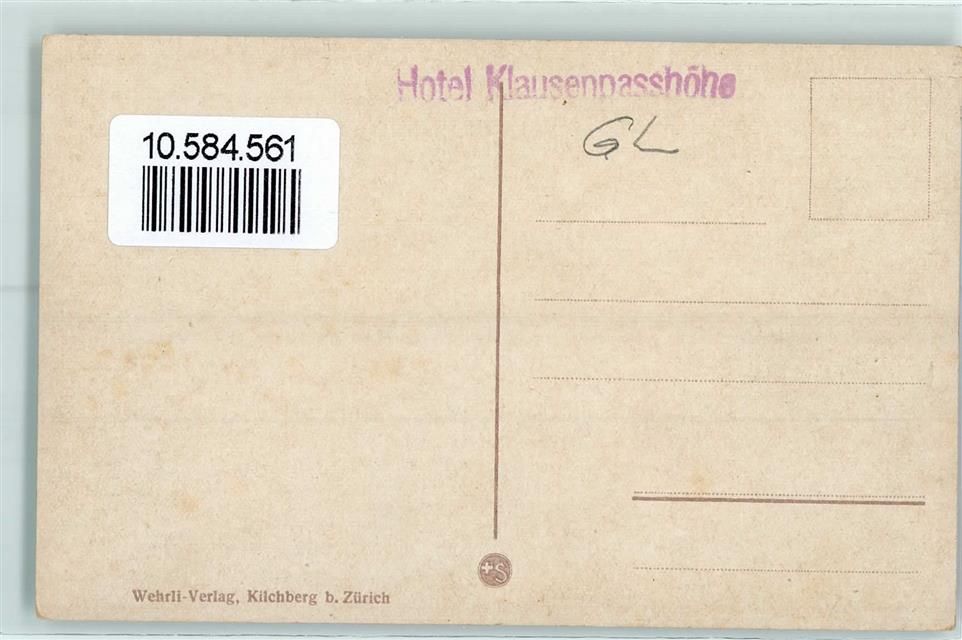 Hotel Klausenpasshöhe
10.584.561
GL
+S
Wehrli-Verlag, Kilchberg b. Zürich